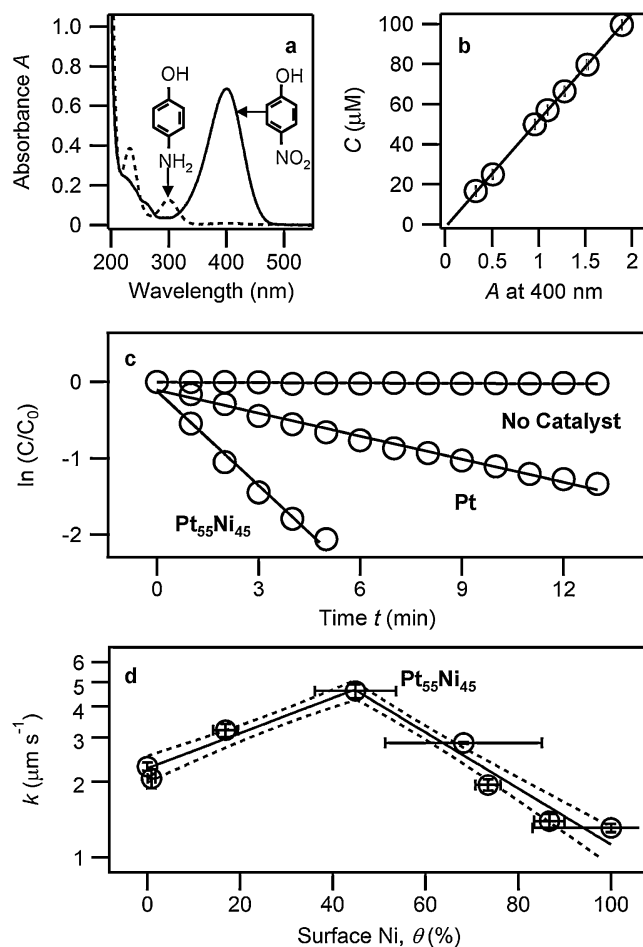 a
OH
OH
NH₂
NO₂
Absorbance A
1.0
0.8
0.6
0.4
0.2
0
200 300 400 500
Wavelength (nm)
b
C (μM)
100
80
60
40
20
0
0 0.5 1 1.5 2
A at 400 nm
c
ln (C/C₀)
0
-1
-2
No Catalyst
Pt
Pt₅₅Ni₄₅
0 3 6 9 12
Time t (min)
d
Pt₅₅Ni₄₅
k (μm s⁻¹)
6
5
4
3
2
1
0 20 40 60 80 100
Surface Ni, θ (%)